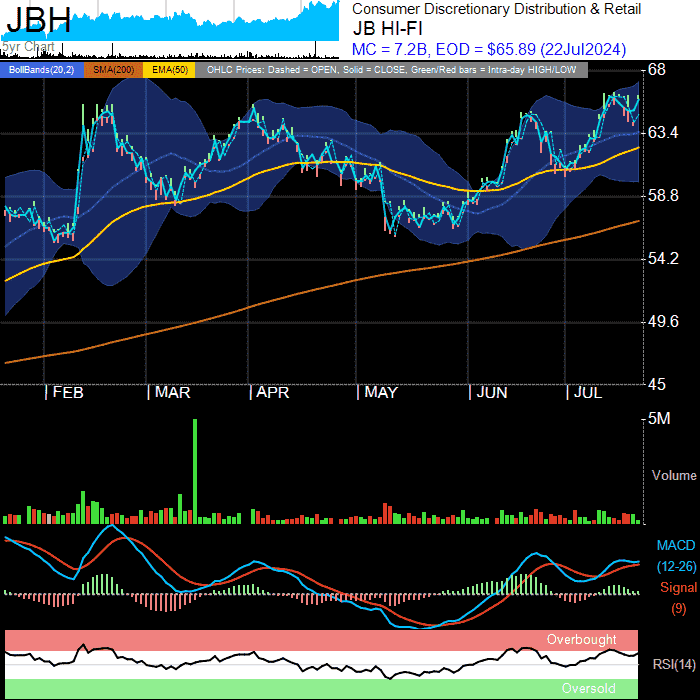 JBH
5yr Chart
Consumer Discretionary Distribution & Retail
JB HI-FI
MC = 7.2B, EOD = $65.89 (22Jul2024)
BollBands(20,2) SMA(200) EMA(50) OHLC Prices: Dashed = OPEN, Solid = CLOSE, Green/Red bars = Intra-day HIGH/LOW
68
63.4
58.8
54.2
49.6
45
FEB MAR APR MAY JUN JUL
5M
Volume
MACD
(12-26)
Signal
(9)
Overbought
RSI(14)
Oversold